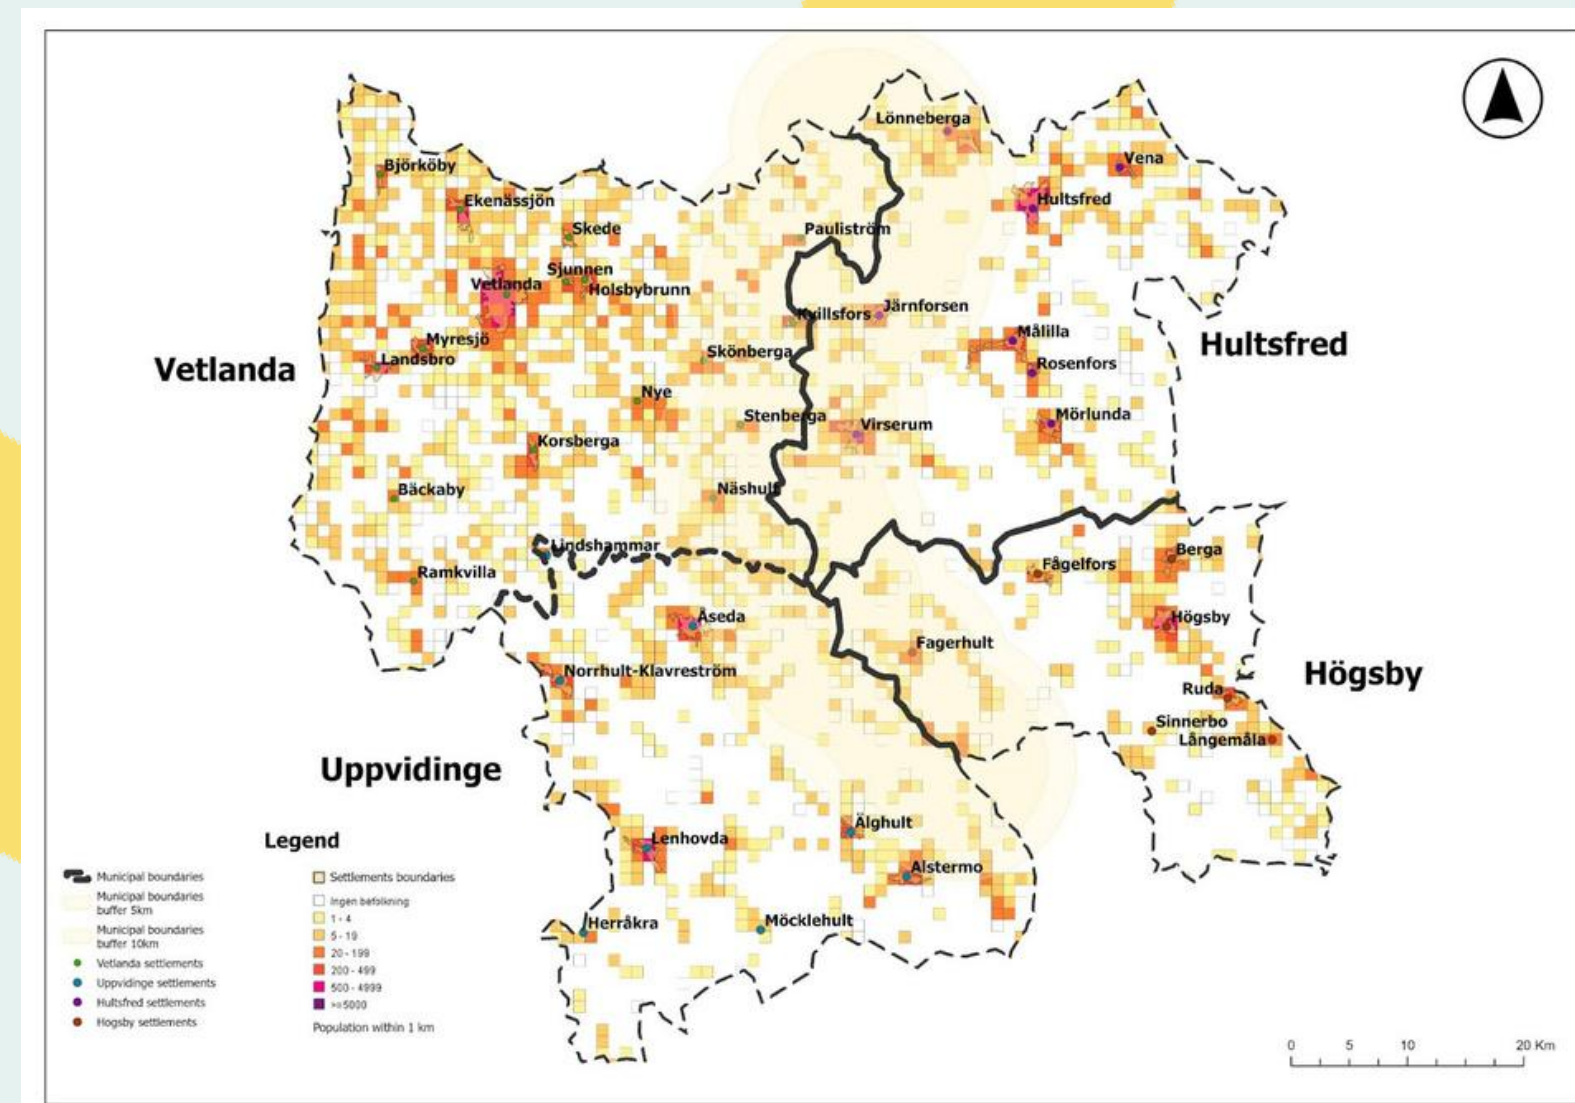 Lönneberga
Vena
Björköby
Ekenässjön
Hultsfred
Skede
Pauliström
Sjunnen
Vetlanda
Holsbybrunn
Kvillsfors
Järnforsen
Målilla
Myresjö
Landsbro
Skönberga
Rosenfors
Vetlanda
Hultsfred
Nye
Stenberga
Virserum
Mörlunda
Korsberga
Bäckaby
Näshult
Lindshammar
Berga
Ramkvilla
Fågelfors
Åseda
Högsby
Fagerhult
Norrhult-Klavreström
Högsby
Ruda
Sinnerbo
Långemåla
Uppvidinge
Älghult
Lenhovda
Alstermo
Herråkra
Möcklehult
Legend
Municipal boundaries
Municipal boundaries
buffer 5km
Municipal boundaries
buffer 10km
Vetlanda settlements
Uppvidinge settlements
Hultsfred settlements
Hogsby settlements
Settlements boundaries
Ingen befolkning
1 - 4
5 - 19
20 - 199
200 - 499
500 - 4999
>=5000
Population within 1 km
0 5 10 20 Km